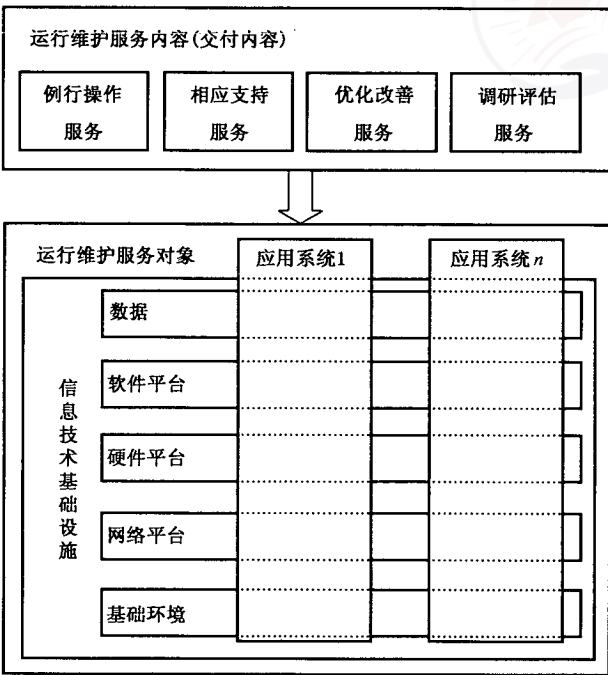 运行维护服务内容(交付内容)
例行操作
服务
相应支持
服务
优化改善
服务
调研评估
服务
运行维护服务对象
应用系统1
应用系统n
数据
软件平台
硬件平台
网络平台
基础环境
信息技术基础设施